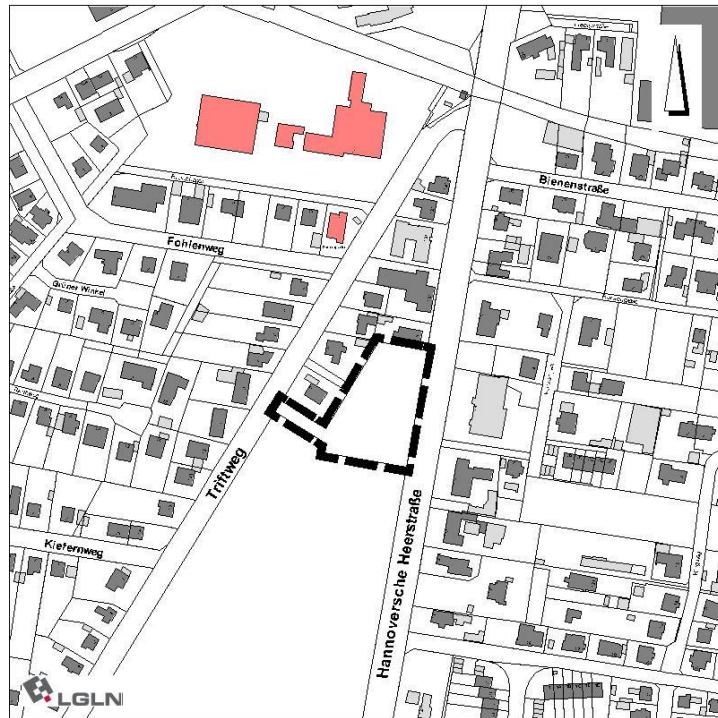 Bienenstraße
Fohlenweg
Grüner Winkel
Triftweg
Hannoversche Heerstraße
Kiefernweg
LGLN